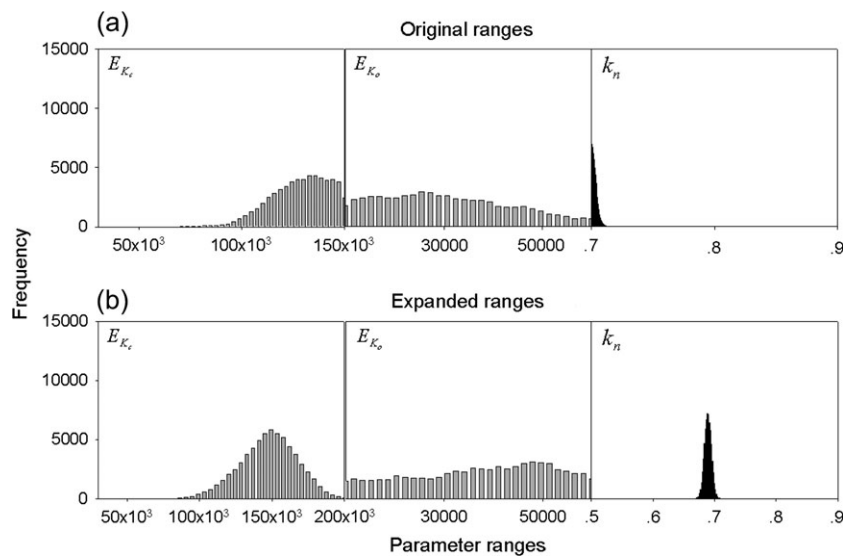 (a) Original ranges
15000
10000
5000
0
E_{K_c}
E_{K_o}
k_n
50x10³ 100x10³ 150x10³ 30000 50000 .7 .8 .9
Frequency
(b) Expanded ranges
15000
10000
5000
0
E_{K_c}
E_{K_o}
k_n
50x10³ 100x10³ 150x10³ 200x10³ 30000 50000 .5 .6 .7 .8 .9
Parameter ranges